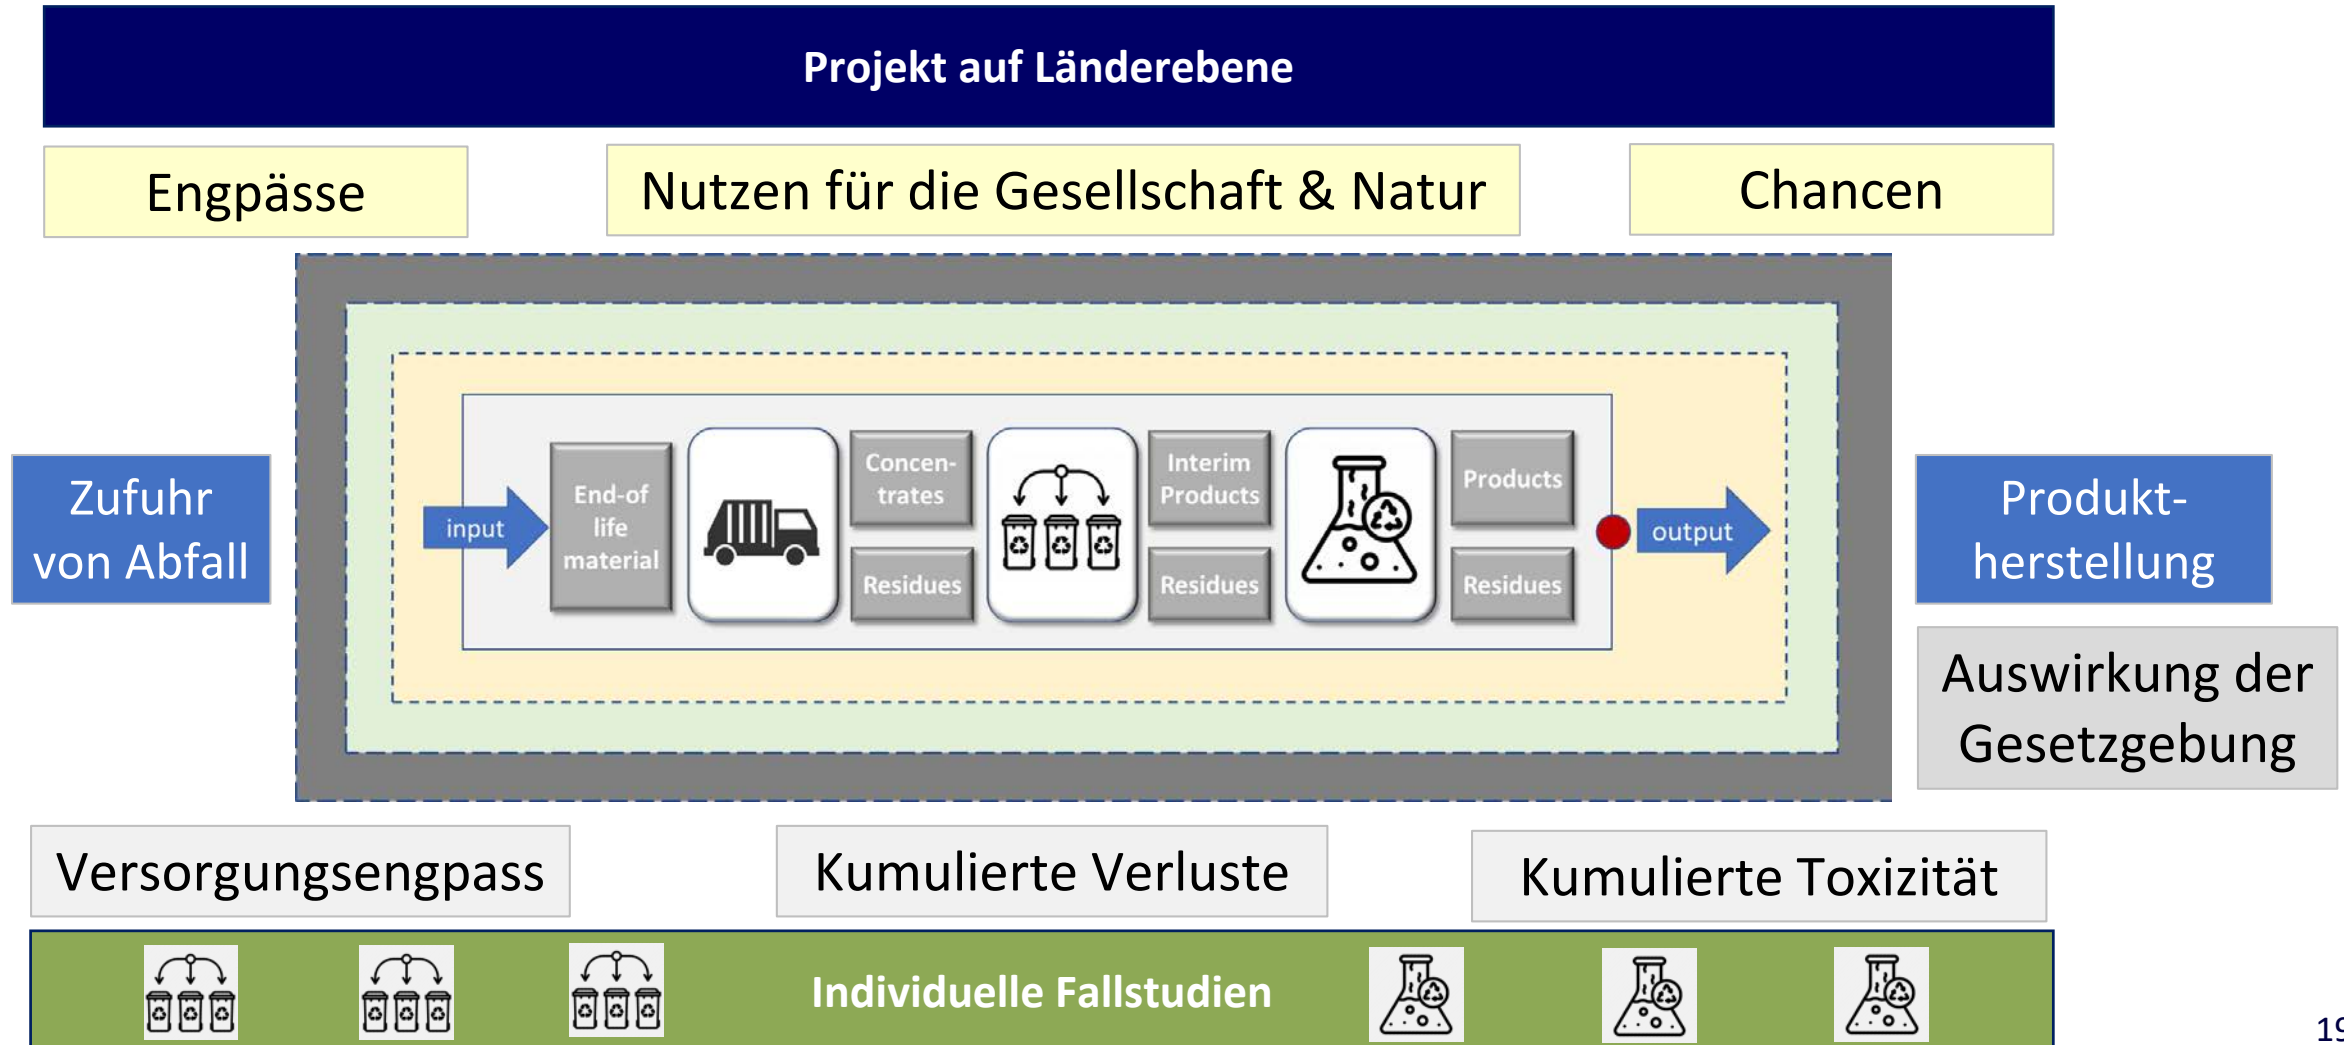 Projekt auf Länderebene
Engpässe
Nutzen für die Gesellschaft & Natur
Chancen
Zufuhr
von Abfall
input
End-of
life
material
Concen-
trates
Residues
Interim
Products
Residues
Products
Residues
output
Produkt-
herstellung
Auswirkung der
Gesetzgebung
Versorgungsengpass
Kumulierte Verluste
Kumulierte Toxizität
Individuelle Fallstudien
19